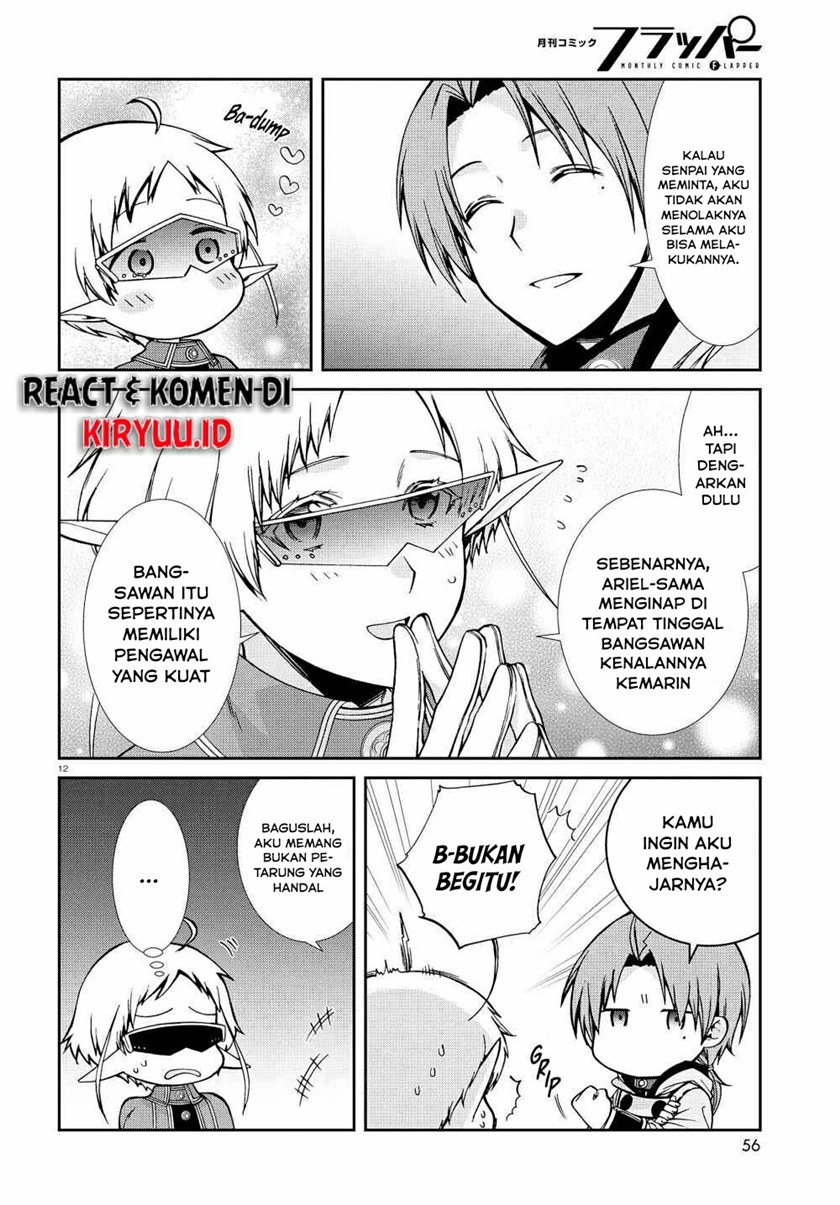 月刊コミック
フラッパー
MONTHLY COMIC FLAPPER
KALAU
SENPAI YANG
MEMINTA, AKU
TIDAK AKAN
MENOLAKNYA
SELAMA AKU
BISA MELA-
KUKANNYA.
Ba-dump
REACT & KOMEN DI
KIRYUU.ID
AH...
TAPI
DENG-
ARKAN
DULU
SEBENARNYA,
ARIEL-SAMA
MENGINAP DI
TEMPAT TINGGAL
BANGSAWAN
KENALANNYA
KEMARIN
BANG-
SAWAN ITU
SEPERTINYA
MEMILIKI
PENGAWAL
YANG KUAT
12
KAMU
INGIN AKU
MENGHA-
JARNYA?
B-BUKAN
BEGITU!
GRIP
BAGUSLAH,
AKU MEMANG
BUKAN PE-
TARUNG YANG
HANDAL
...
56